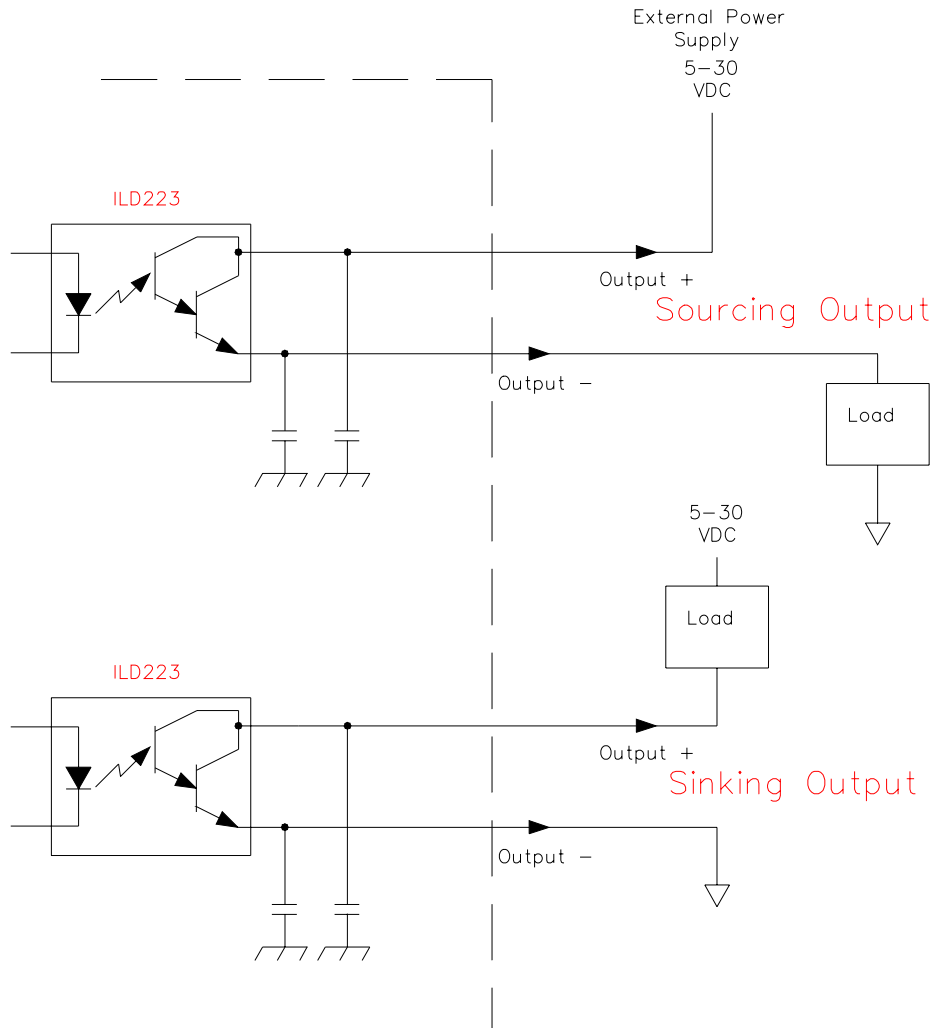 External Power
Supply
5-30
VDC
ILD223
Output +
Sourcing Output
Output -
Load
5-30
VDC
Load
ILD223
Output +
Sinking Output
Output -